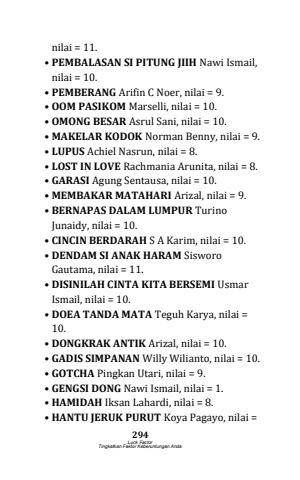 nilai = 11.
• PEMBALASAN SI PITUNG JIIH Nawi Ismail,
nilai = 10.
• PEMBERANG Arifin C Noer, nilai = 9.
• OOM PASIKOM Marselli, nilai = 10.
• OMONG BESAR Asrul Sani, nilai = 10.
• MAKELAR KODOK Norman Benny, nilai = 9.
• LUPUS Achiel Nasrun, nilai = 8.
• LOST IN LOVE Rachmania Arunita, nilai = 8.
• GARASI Agung Sentausa, nilai = 10.
• MEMBAKAR MATAHARI Arizal, nilai = 9.
• BERNAPAS DALAM LUMPUR Turino
Junaidy, nilai = 10.
• CINCIN BERDARAH S A Karim, nilai = 10.
• DENDAM SI ANAK HARAM Sisworo
Gautama, nilai = 11.
• DISINILAH CINTA KITA BERSEMI Usmar
Ismail, nilai = 10.
• DOEA TANDA MATA Teguh Karya, nilai =
10.
• DONGKRAK ANTIK Arizal, nilai = 10.
• GADIS SIMPANAN Willy Wilianto, nilai = 10.
• GOTCHA Pingkan Utari, nilai = 9.
• GENGSI DONG Nawi Ismail, nilai = 1.
• HAMIDAH Iksan Lahardi, nilai = 8.
• HANTU JERUK PURUT Koya Pagayo, nilai =
294
Luck Factor
Tingkatkan Faktor Keberuntungan Anda